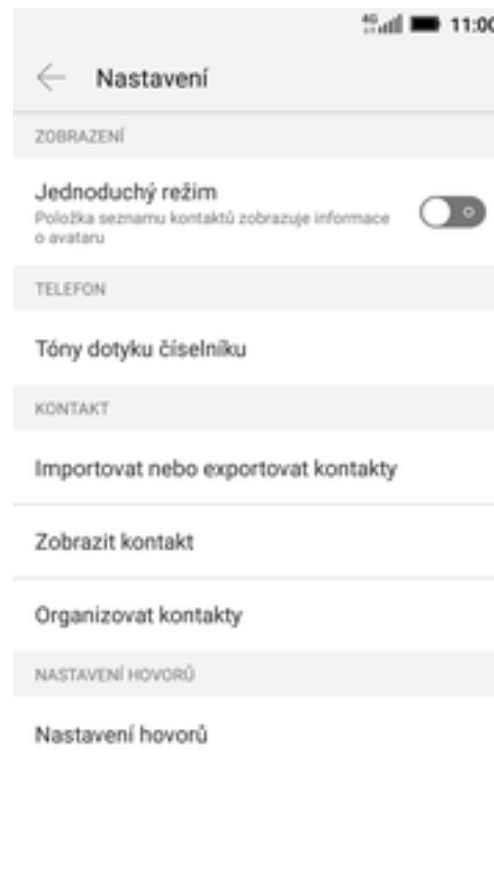 4G 11:00
Nastavení
ZOBRAZENÍ
Jednoduchý režim
Položka seznamu kontaktů zobrazuje informace
o avataru
TELEFON
Tóny dotyku číselníku
KONTAKT
Importovat nebo exportovat kontakty
Zobrazit kontakt
Organizovat kontakty
NASTAVENÍ HOVORŮ
Nastavení hovorů